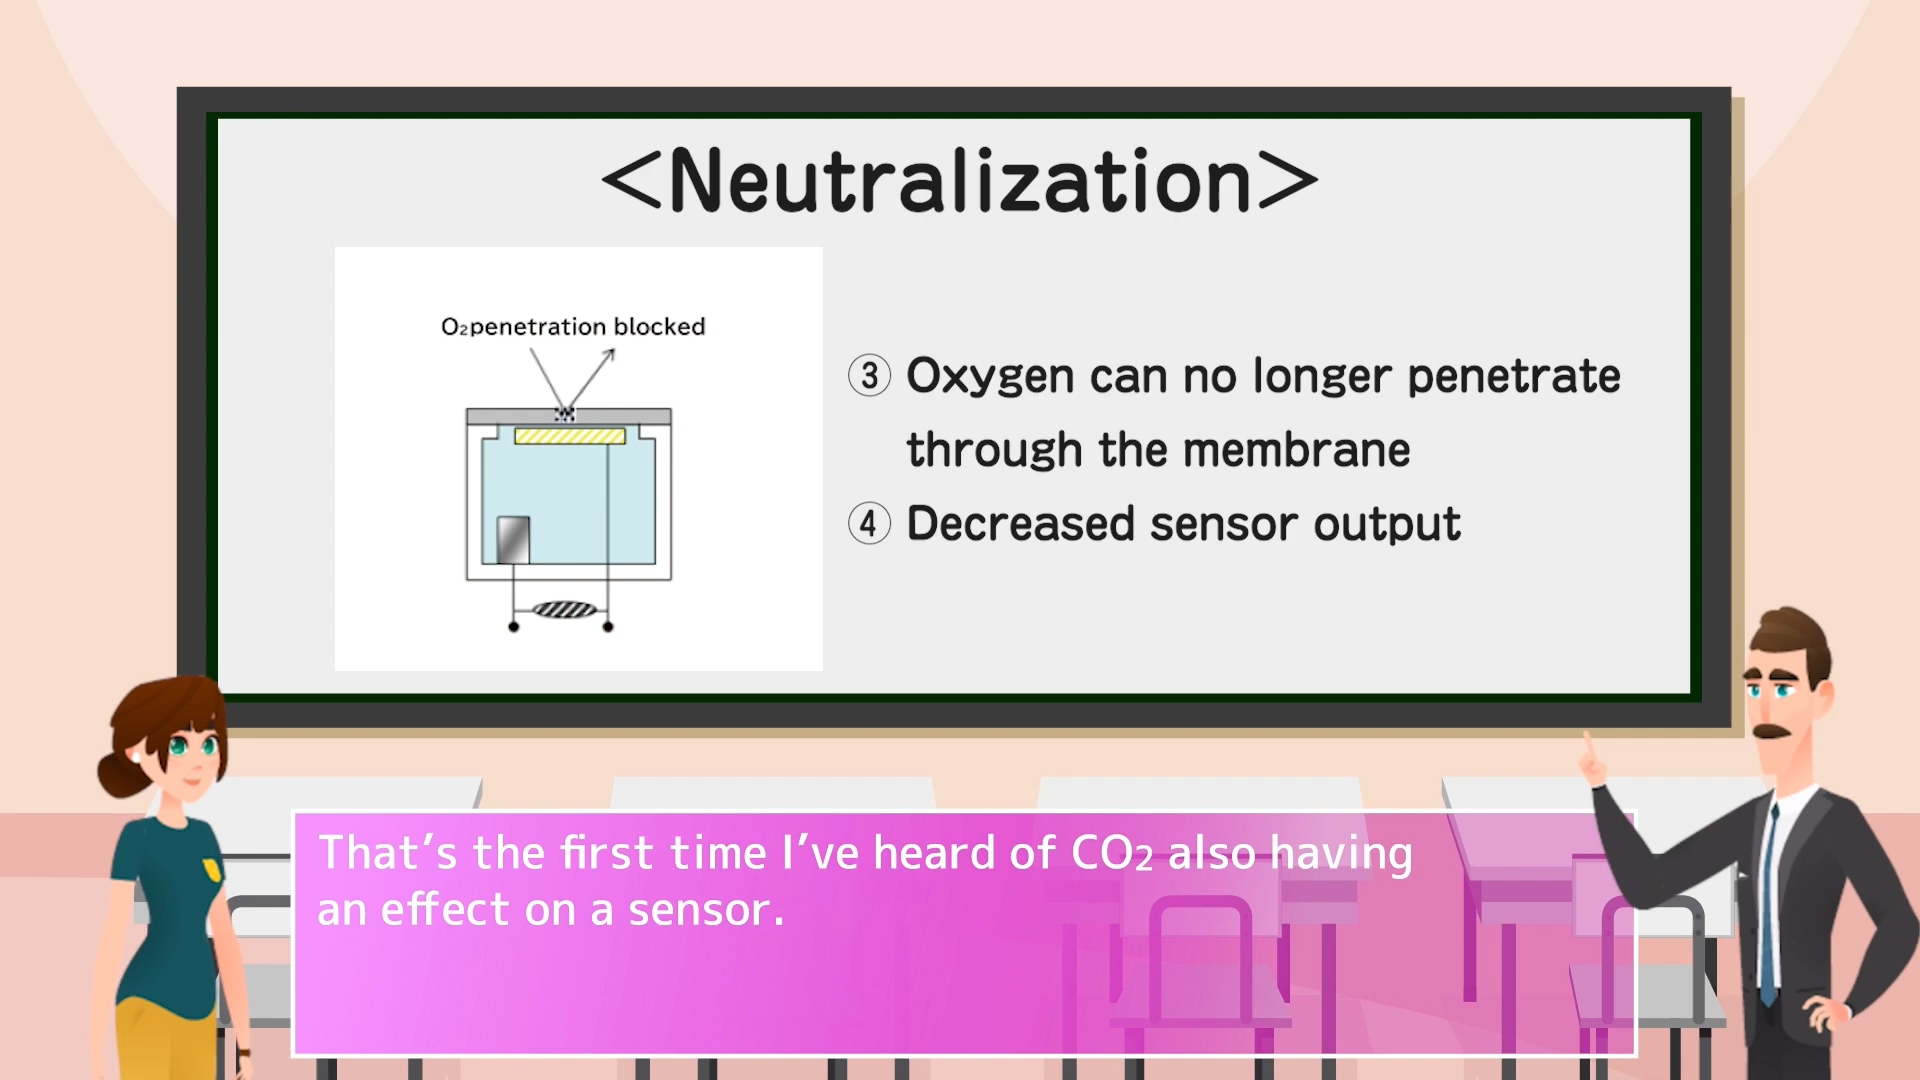 <Neutralization>
O₂penetration blocked
③ Oxygen can no longer penetrate
through the membrane
④ Decreased sensor output
That's the first time I've heard of CO₂ also having
an effect on a sensor.